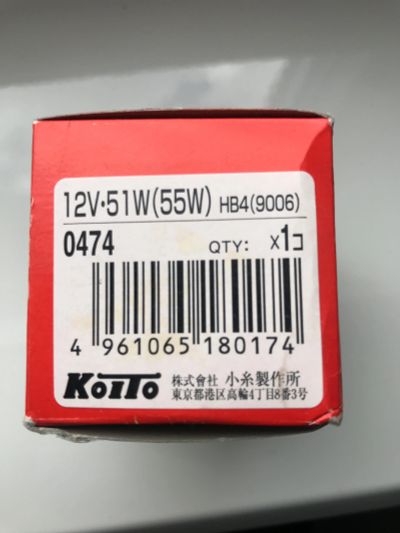 12V・51W(55W) HB4(9006)
0474 QTY: X1コ
4 961065 180174
KOITO 株式會社 小糸製作所
東京都港区高輪4丁目8番3号